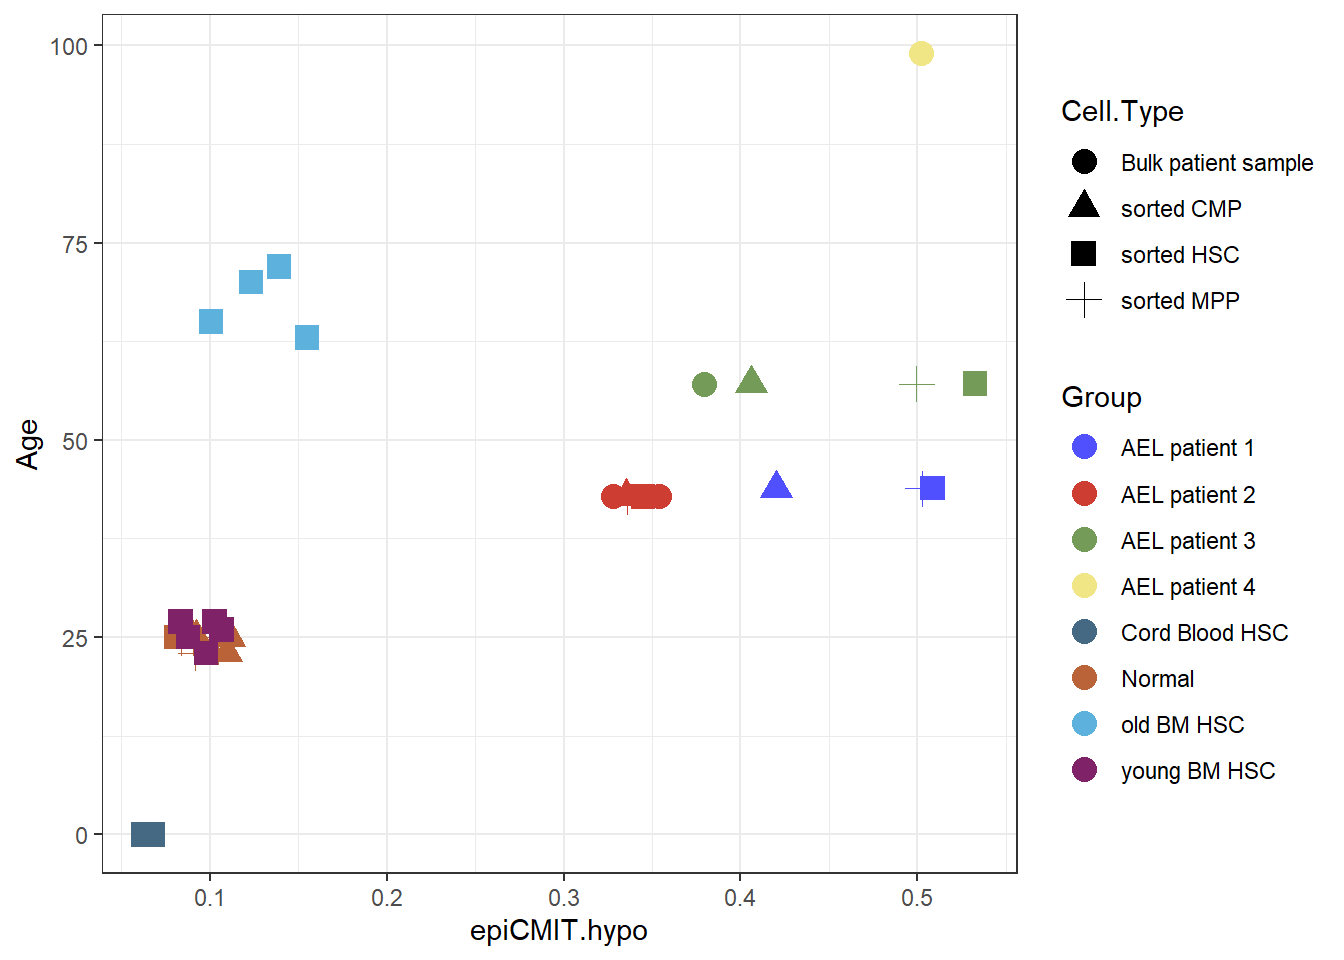 100
75
50
25
0
Age
0.1 0.2 0.3 0.4 0.5
epiCMIT.hypo
Cell.Type
Bulk patient sample
sorted CMP
sorted HSC
sorted MPP
Group
AEL patient 1
AEL patient 2
AEL patient 3
AEL patient 4
Cord Blood HSC
Normal
old BM HSC
young BM HSC